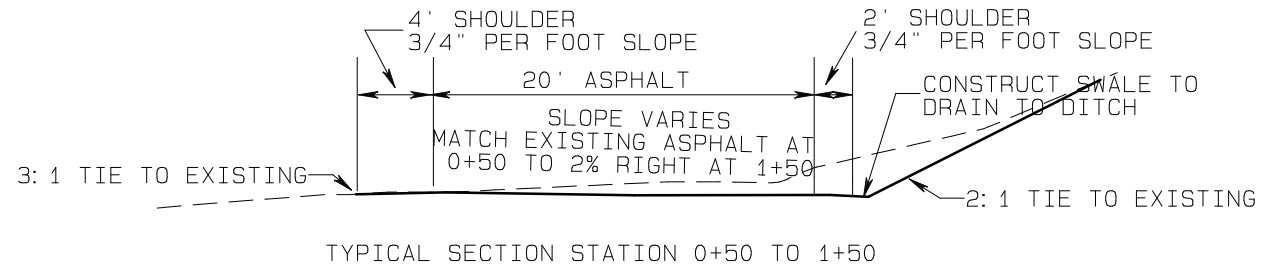 4' SHOULDER
3/4" PER FOOT SLOPE
2' SHOULDER
3/4" PER FOOT SLOPE
20' ASPHALT
CONSTRUCT SWALE TO
DRAIN TO DITCH
SLOPE VARIES
MATCH EXISTING ASPHALT AT
0+50 TO 2% RIGHT AT 1+50
3:1 TIE TO EXISTING
2:1 TIE TO EXISTING
TYPICAL SECTION STATION 0+50 TO 1+50